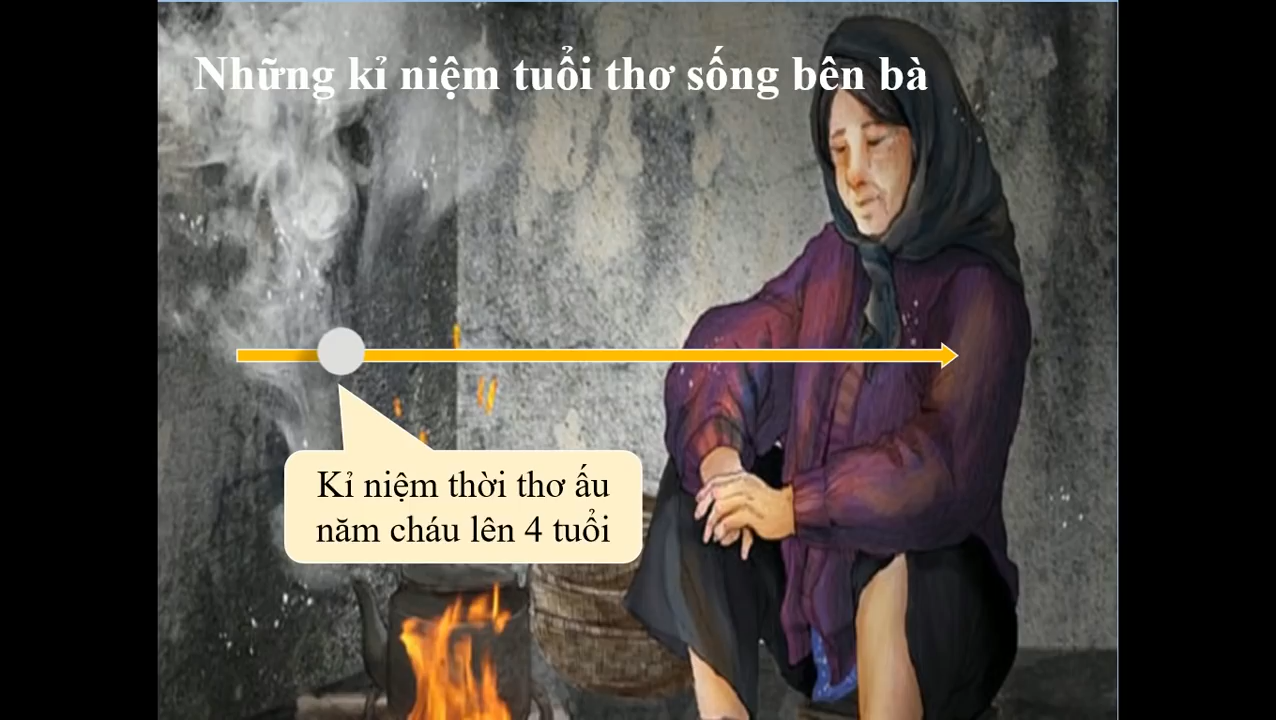 Những kỉ niệm tuổi thơ sống bên bà
Kỉ niệm thời thơ ấu
năm cháu lên 4 tuổi